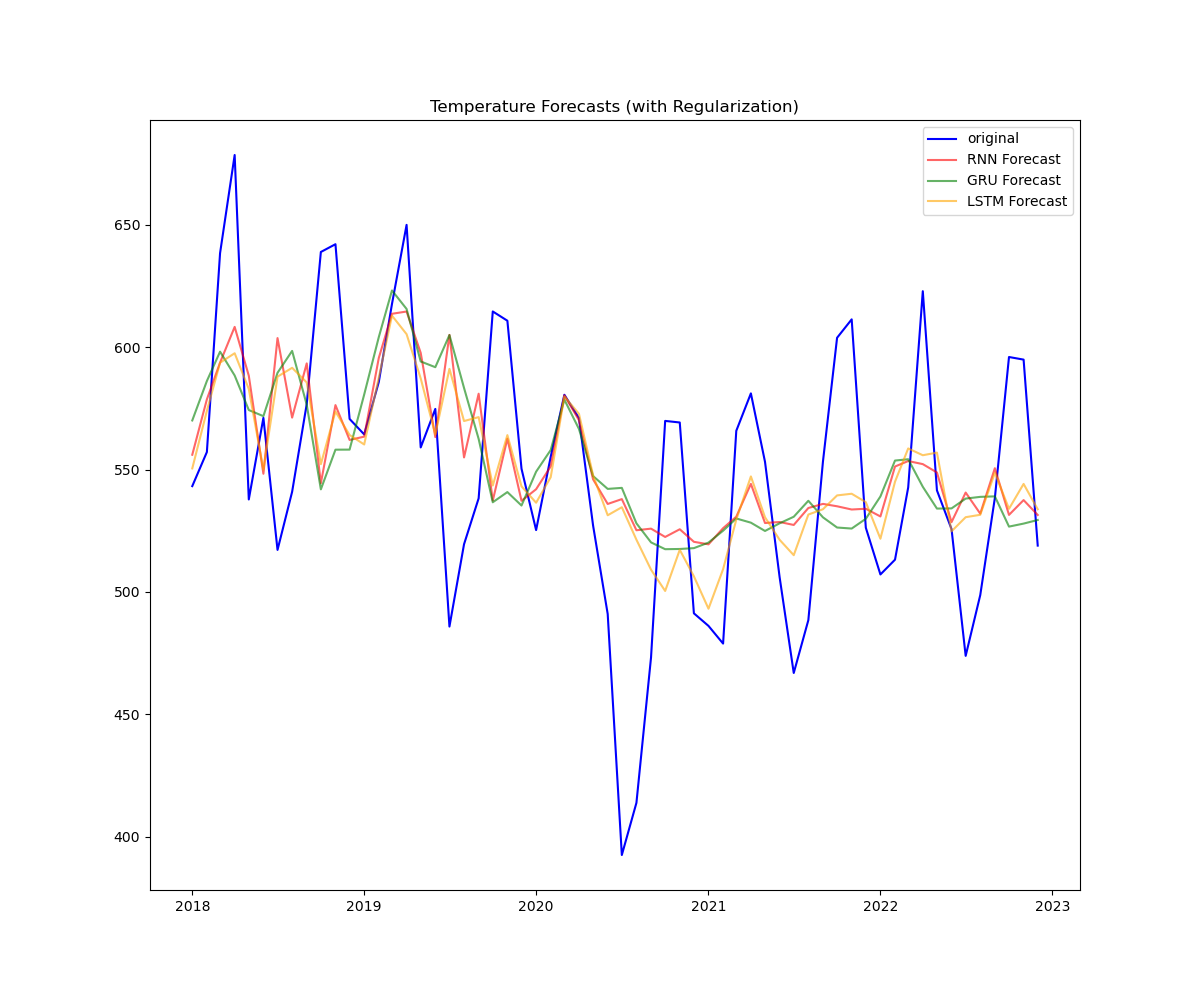 Temperature Forecasts (with Regularization)
original
RNN Forecast
GRU Forecast
LSTM Forecast
650
600
550
500
450
400
2018 2019 2020 2021 2022 2023